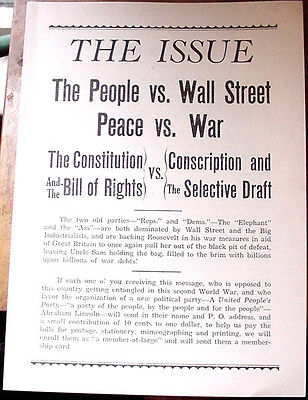 THE ISSUE
The People vs. Wall Street
Peace vs. War
The Constitution) vs. (Conscription and
And The Bill of Rights) (The Selective Draft
The two old parties—"Reps." and "Dems."—The "Elephant"
and the "Ass"—are both dominated by Wall Street and the Big
Industrialists, and are backing Roosevelt in his war measures in aid
of Great Britain to once again pull her out of the black pit of defeat,
leaving Uncle Sam holding the bag, filled to the brim with billions
upon billions of war debts!
If each one of you receiving this message, who is opposed to
this country getting entangled in this second World War, and who
favor the organization of a new political party—A United People's
Party—"a party of the people, by the people and for the people"—
Abraham Lincoln—will send in their name and P. O. address, and
a small contribution of 10 cents to one dollar, to help us pay the
bills for postage, stationery, mimeographing and printing, we will
enroll them as "a member-at-large" and will send them a member-
ship card.